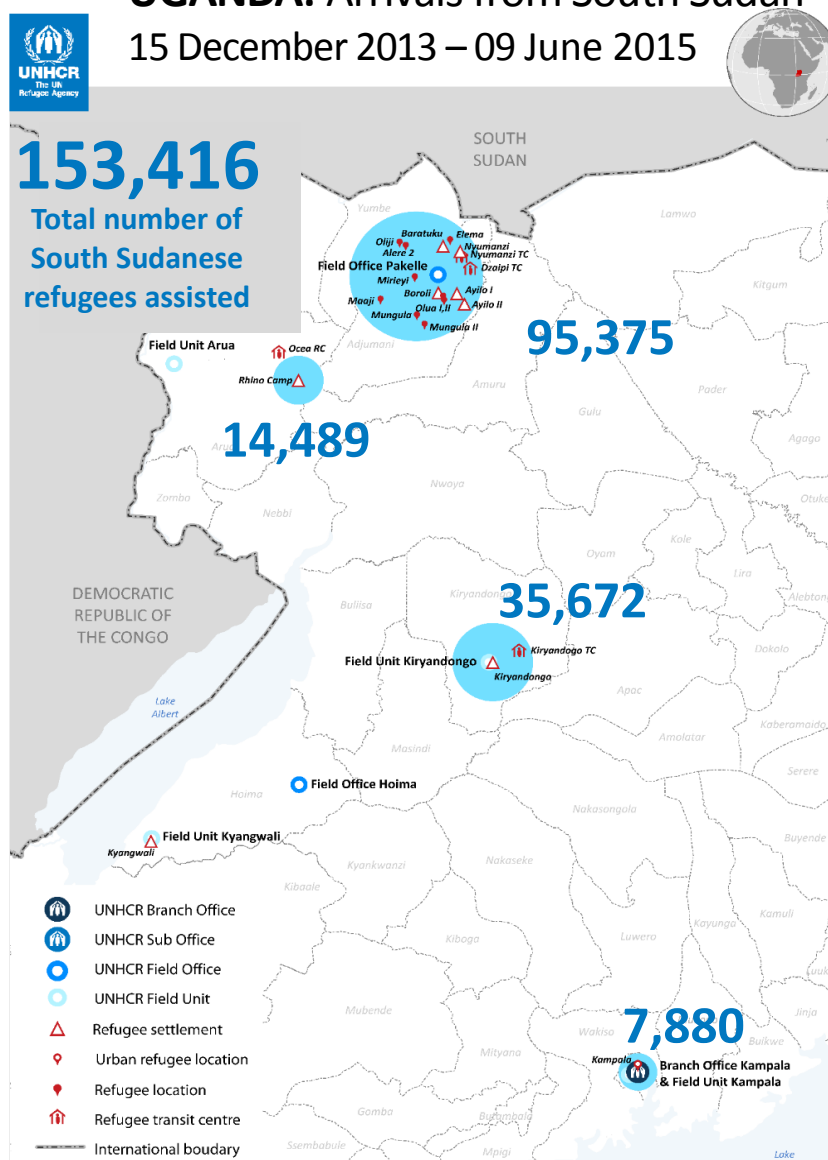 UGANDA: Arrivals from South Sudan
15 December 2013 – 09 June 2015
UNHCR
The UN
Refugee Agency
153,416
Total number of
South Sudanese
refugees assisted
SOUTH
SUDAN
Yumbe
Lamwo
Baratuku
Elema
Oliji
Alere 2
Nyumanzi
Nyumanzi TC
Dzaipi TC
Field Office Pakelle
Mirieyi
Kitgum
Boroli
Ayilo I
Maaji
Olua I,II
Ayilo II
Mungula
Mungula II
Adjumani
95,375
Field Unit Arua
Ocea RC
Rhino Camp
Amuru
Pader
Gulu
14,489
Agago
Zombo
Nwoya
Otuke
Nebbi
Kole
Oyam
Lira
DEMOCRATIC
REPUBLIC OF
THE CONGO
Buliisa
Kiryandongo
Alebtong
35,672
Dokolo
Kiryandogo TC
Field Unit Kiryandongo
Kiryandongo
Apac
Lake
Albert
Kaberamaido
Amolatar
Masindi
Serere
Field Office Hoima
Hoima
Nakasongola
Field Unit Kyangwali
Kyangwali
Buyende
Kyankwanzi
Nakaseke
Kibaale
UNHCR Branch Office
Kamuli
Kayunga
UNHCR Sub Office
Kiboga
Luwero
UNHCR Field Office
Luuk
UNHCR Field Unit
Mubende
7,880
Jinja
Refugee settlement
Wakiso
Buikwe
Mityana
Urban refugee location
Kampala
Branch Office Kampala
& Field Unit Kampala
Refugee location
Gomba
Butambala
Refugee transit centre
Ssembabule
Mpigi
International boudary
Lake